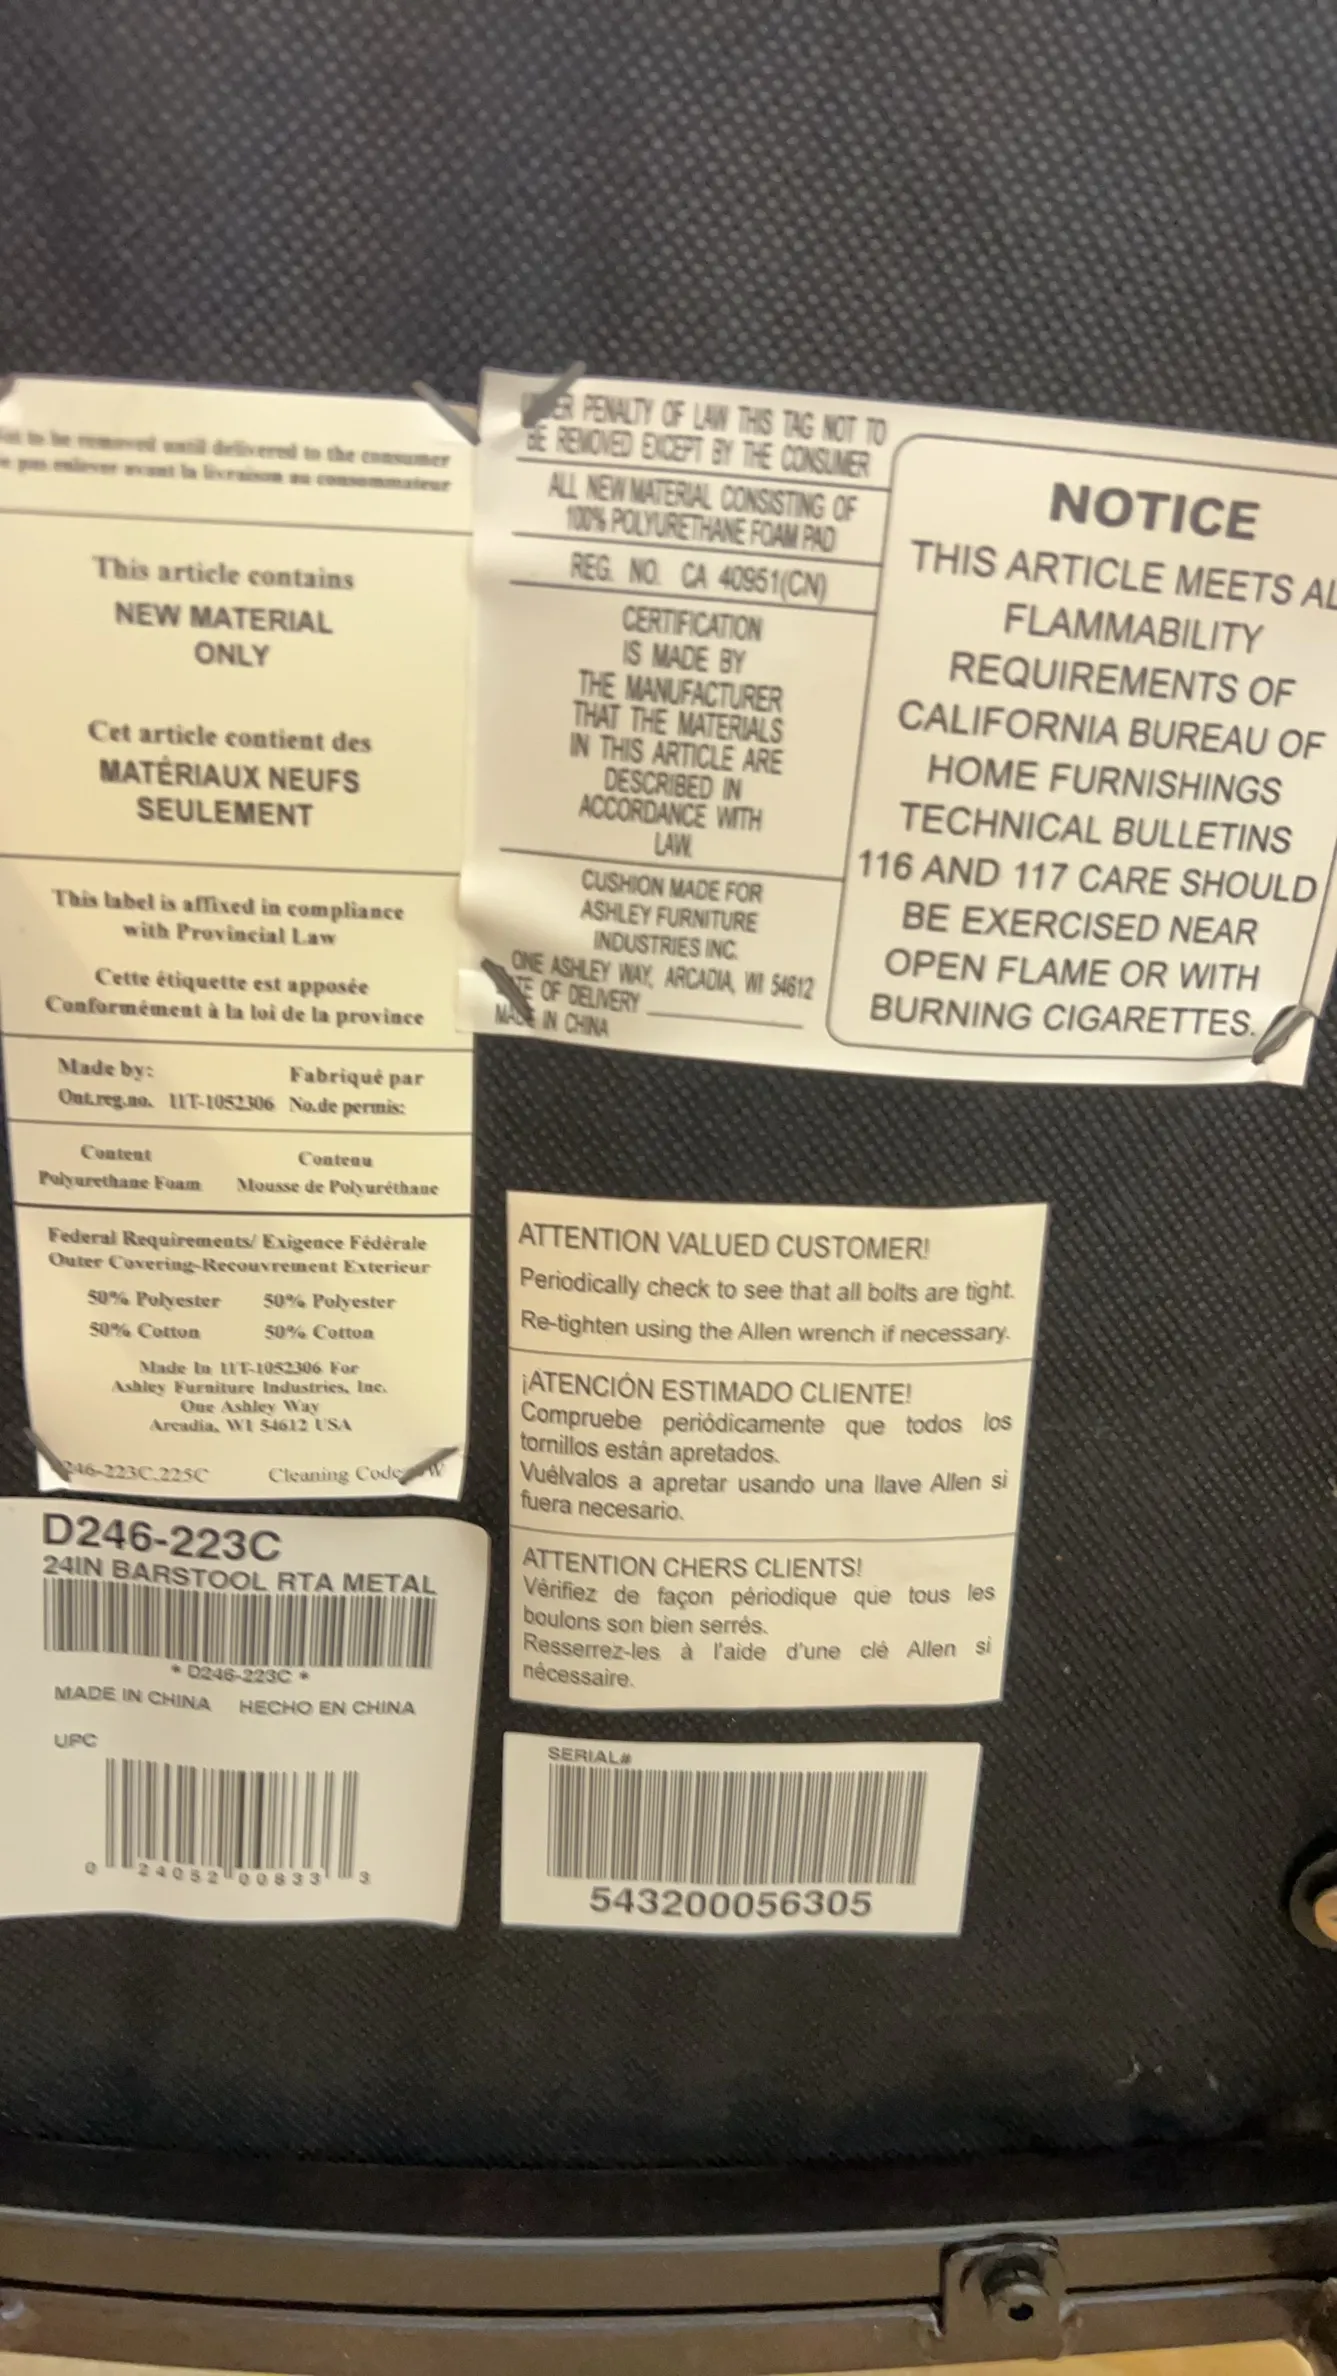 to be removed until delivered to the consumer
pas enlever avant la livraison au consommateur
This article contains
NEW MATERIAL
ONLY
Cet article contient des
MATÉRIAUX NEUFS
SEULEMENT
This label is affixed in compliance
with Provincial Law
Cette étiquette est apposée
Conformément à la loi de la province
Made by: Fabriqué par
Ont.reg.no. 11T-1052306 No.de permis:
Content Contenu
Polyurethane Foam Mousse de Polyuréthane
Federal Requirements/ Exigence Fédérale
Outer Covering-Recouvrement Exterieur
50% Polyester 50% Polyester
50% Cotton 50% Cotton
Made In 11T-1052306 For
Ashley Furniture Industries, Inc.
One Ashley Way
Arcadia, WI 54612 USA
246-223C,225C Cleaning Code: W
PENALTY OF LAW THIS TAG NOT TO
BE REMOVED EXCEPT BY THE CONSUMER
ALL NEW MATERIAL CONSISTING OF
100% POLYURETHANE FOAM PAD
REG. NO. CA 40951(CN)
CERTIFICATION
IS MADE BY
THE MANUFACTURER
THAT THE MATERIALS
IN THIS ARTICLE ARE
DESCRIBED IN
ACCORDANCE WITH
LAW.
CUSHION MADE FOR
ASHLEY FURNITURE
INDUSTRIES INC.
ONE ASHLEY WAY, ARCADIA, WI 54612
OF DELIVERY
MADE IN CHINA
NOTICE
THIS ARTICLE MEETS AL
FLAMMABILITY
REQUIREMENTS OF
CALIFORNIA BUREAU OF
HOME FURNISHINGS
TECHNICAL BULLETINS
116 AND 117 CARE SHOULD
BE EXERCISED NEAR
OPEN FLAME OR WITH
BURNING CIGARETTES.
ATTENTION VALUED CUSTOMER!
Periodically check to see that all bolts are tight.
Re-tighten using the Allen wrench if necessary.
¡ATENCIÓN ESTIMADO CLIENTE!
Compruebe periódicamente que todos los
tornillos están apretados.
Vuélvalos a apretar usando una llave Allen si
fuera necesario.
ATTENTION CHERS CLIENTS!
Vérifiez de façon périodique que tous les
boulons son bien serrés.
Resserrez-les à l'aide d'une clé Allen si
nécessaire.
D246-223C
24IN BARSTOOL RTA METAL
* D246-223C *
MADE IN CHINA HECHO EN CHINA
UPC
0 24052 00833 3
SERIAL#
543200056305